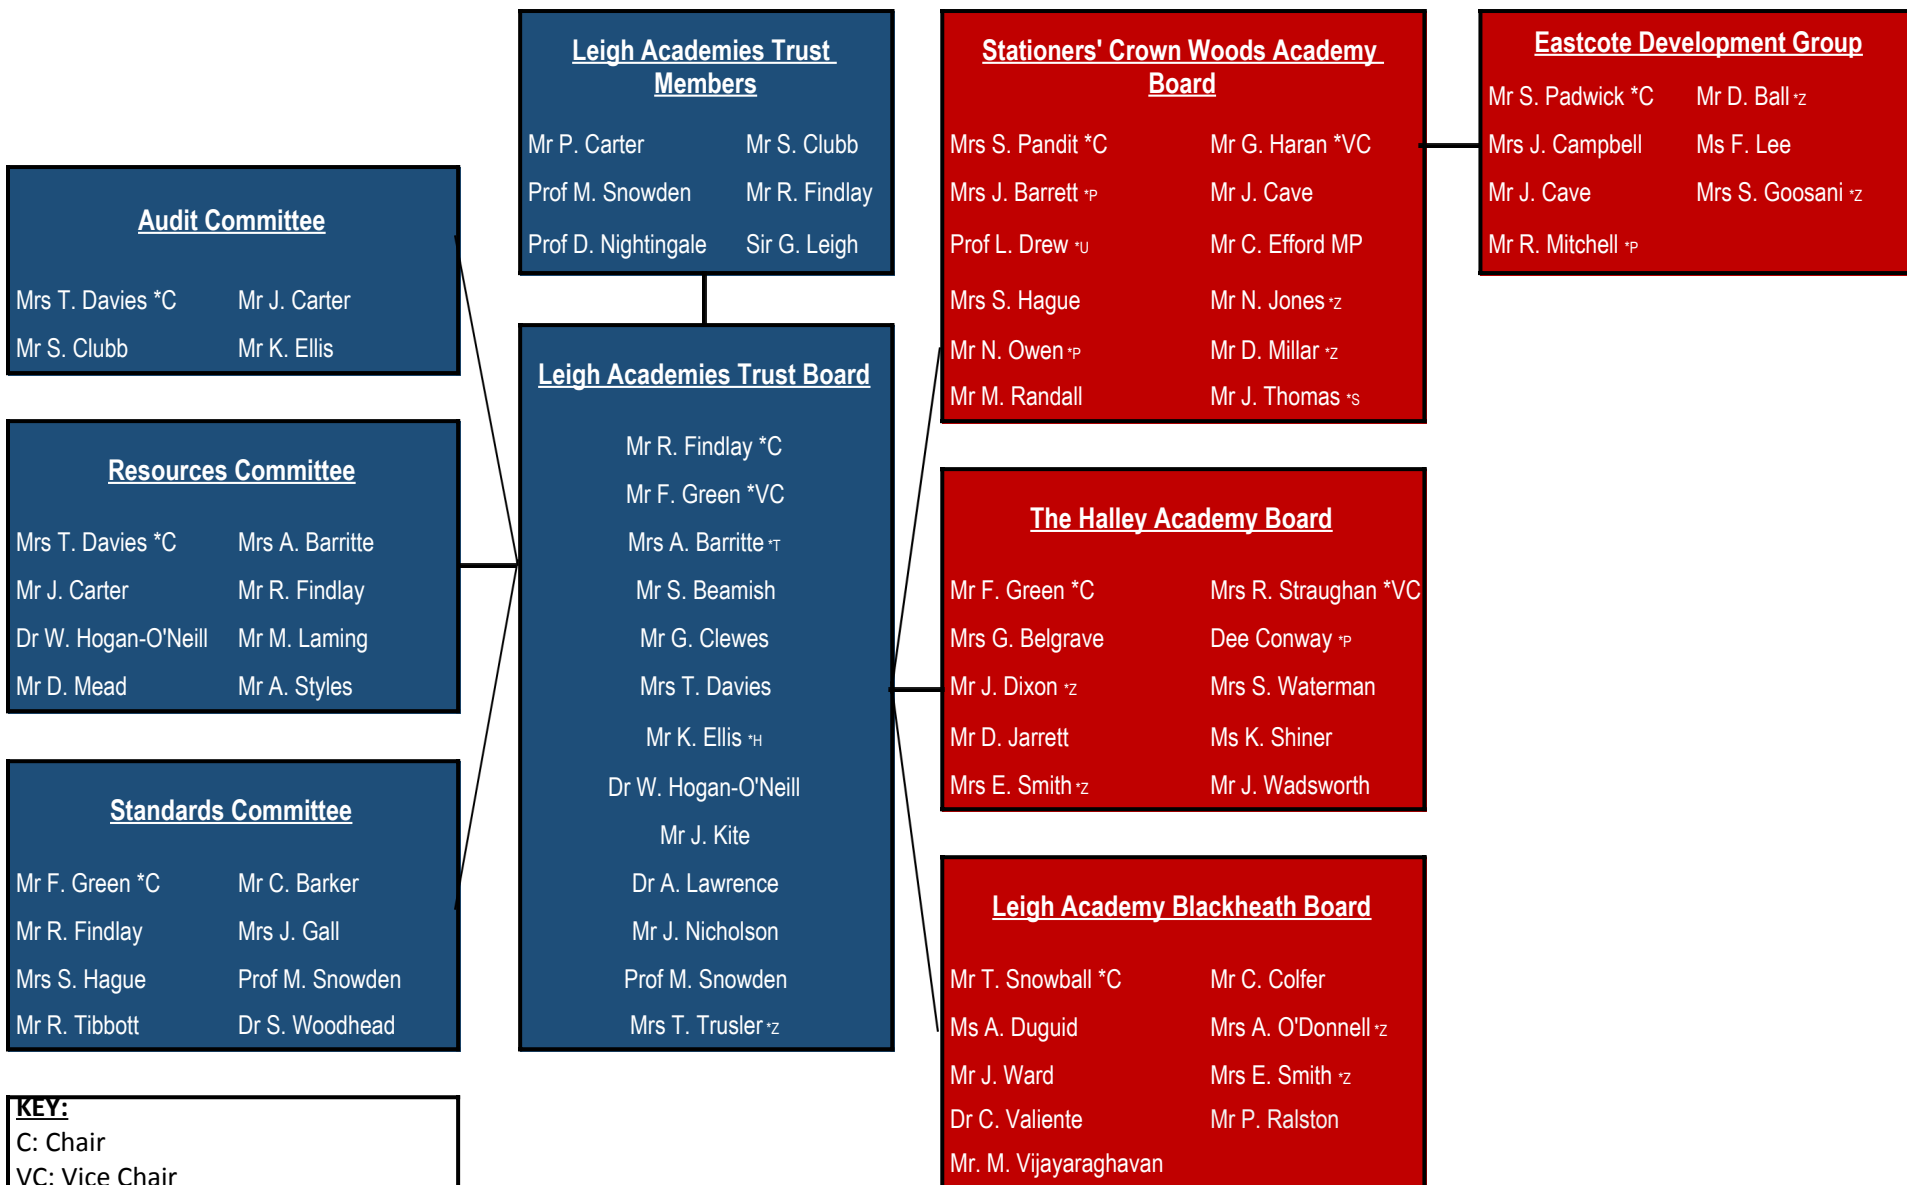 Leigh Academies Trust
Members
Mr P. Carter Mr S. Clubb
Prof M. Snowden Mr R. Findlay
Prof D. Nightingale Sir G. Leigh
Stationers' Crown Woods Academy
Board
Mrs S. Pandit *C Mr G. Haran *VC
Mrs J. Barrett *P Mr J. Cave
Prof L. Drew *U Mr C. Efford MP
Mrs S. Hague Mr N. Jones *Z
Mr N. Owen *P Mr D. Millar *Z
Mr M. Randall Mr J. Thomas *S
Eastcote Development Group
Mr S. Padwick *C Mr D. Ball *Z
Mrs J. Campbell Ms F. Lee
Mr J. Cave Mrs S. Goosani *Z
Mr R. Mitchell *P
Audit Committee
Mrs T. Davies *C Mr J. Carter
Mr S. Clubb Mr K. Ellis
Resources Committee
Mrs T. Davies *C Mrs A. Barritte
Mr J. Carter Mr R. Findlay
Dr W. Hogan-O'Neill Mr M. Laming
Mr D. Mead Mr A. Styles
Standards Committee
Mr F. Green *C Mr C. Barker
Mr R. Findlay Mrs J. Gall
Mrs S. Hague Prof M. Snowden
Mr R. Tibbott Dr S. Woodhead
Leigh Academies Trust Board
Mr R. Findlay *C
Mr F. Green *VC
Mrs A. Barritte *T
Mr S. Beamish
Mr G. Clewes
Mrs T. Davies
Mr K. Ellis *H
Dr W. Hogan-O'Neill
Mr J. Kite
Dr A. Lawrence
Mr J. Nicholson
Prof M. Snowden
Mrs T. Trusler *Z
The Halley Academy Board
Mr F. Green *C Mrs R. Straughan *VC
Mrs G. Belgrave Dee Conway *P
Mr J. Dixon *Z Mrs S. Waterman
Mr D. Jarrett Ms K. Shiner
Mrs E. Smith *Z Mr J. Wadsworth
Leigh Academy Blackheath Board
Mr T. Snowball *C Mr C. Colfer
Ms A. Duguid Mrs A. O'Donnell *Z
Mr J. Ward Mrs E. Smith *Z
Dr C. Valiente Mr P. Ralston
Mr. M. Vijayaraghavan
KEY:
C: Chair
VC: Vice Chair